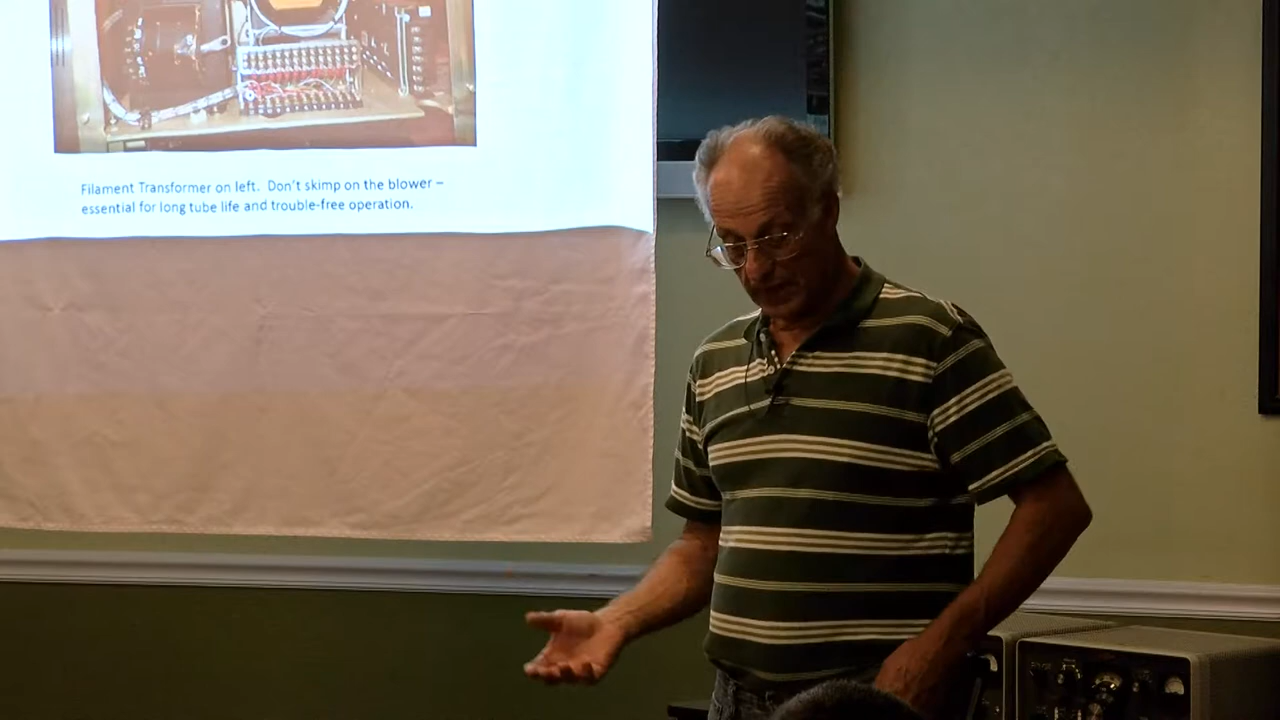 Filament Transformer on left.  Don't skimp on the blower –
essential for long tube life and trouble-free operation.